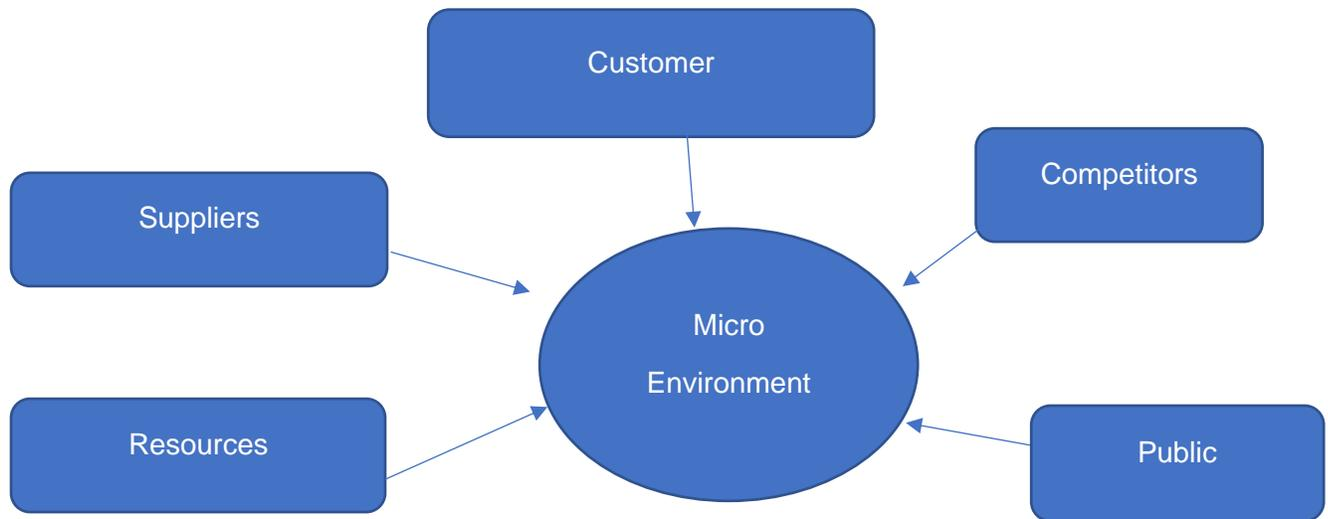 Customer
Competitors
Suppliers
Micro
Environment
Resources
Public